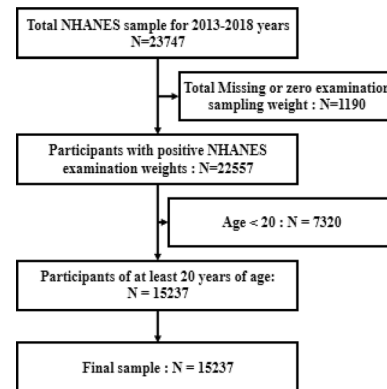 Total NHANES sample for 2013-2018 years
N=23747
Total Missing or zero examination
sampling weight : N=1190
Participants with positive NHANES
examination weights : N=22557
Age < 20 : N = 7320
Participants of at least 20 years of age:
N = 15237
Final sample : N = 15237